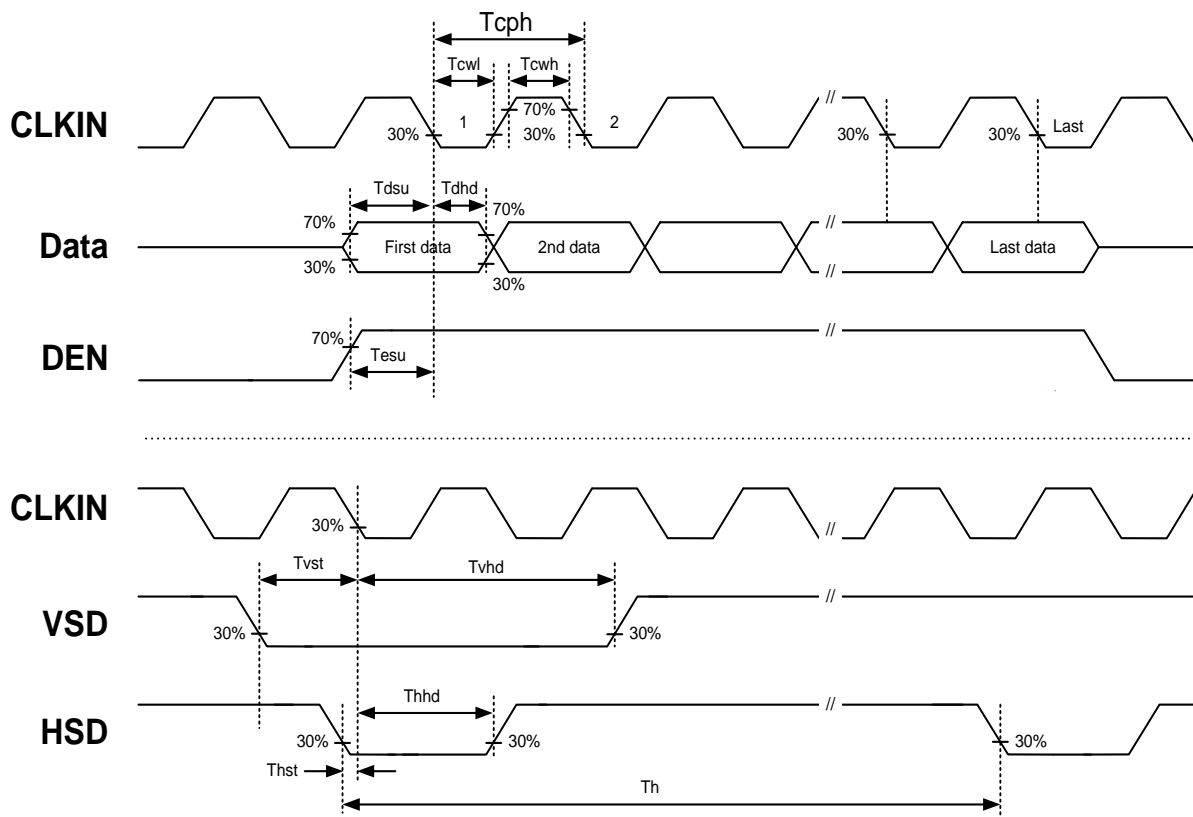 Tcph
Tcwl Tcwh
CLKIN 30% 1 70% 30% 2 // 30% 30% Last
Tdsu Tdhd
70% 70%
Data First data 2nd data // Last data
30% 30% //
DEN 70% //
Tesu
CLKIN 30% //
Tvst Tvhd
VSD 30% 30% //
Thhd //
HSD 30% 30% 30%
Thst
Th